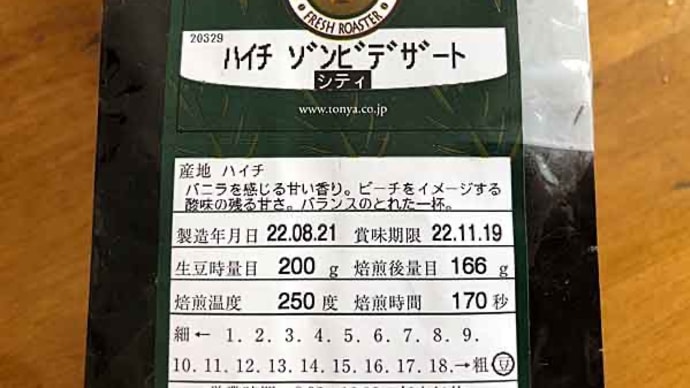 FRESH ROASTER
20329
ハイチ ゾンビデザート
シティ
www.tonya.co.jp
産地 ハイチ
バニラを感じる甘い香り。ピーチをイメージする
酸味の残る甘さ。バランスのとれた一杯。
製造年月日 22.08.21 賞味期限 22.11.19
生豆時量目 200 g 焙煎後量目 166 g
焙煎温度 250 度 焙煎時間 170 秒
細← 1. 2. 3. 4. 5. 6. 7. 8. 9.
10. 11. 12. 13. 14. 15. 16. 17. 18.→粗 豆